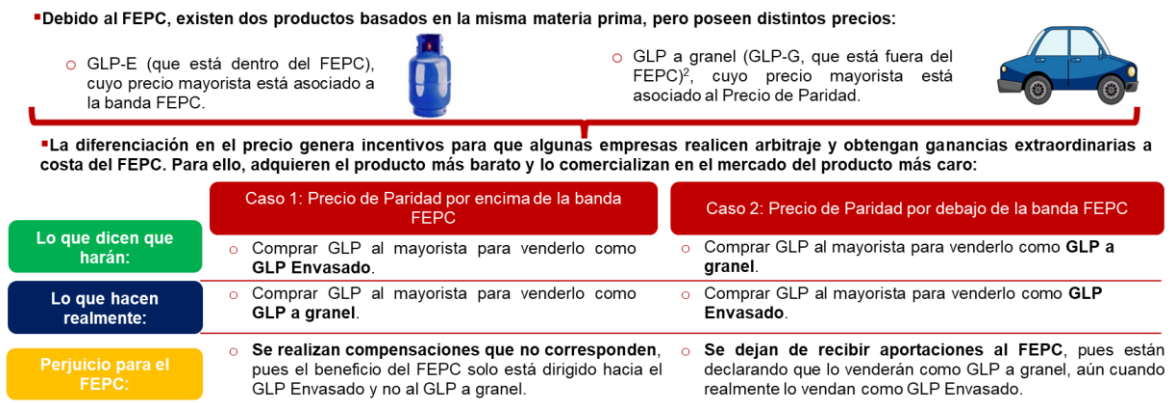 ▪Debido al FEPC, existen dos productos basados en la misma materia prima, pero poseen distintos precios:
o GLP-E (que está dentro del FEPC),
cuyo precio mayorista está asociado a
la banda FEPC.
o GLP a granel (GLP-G, que está fuera del
FEPC)², cuyo precio mayorista está
asociado al Precio de Paridad.
▪La diferenciación en el precio genera incentivos para que algunas empresas realicen arbitraje y obtengan ganancias extraordinarias a
costa del FEPC. Para ello, adquieren el producto más barato y lo comercializan en el mercado del producto más caro:
Caso 1: Precio de Paridad por encima de la banda
FEPC
Caso 2: Precio de Paridad por debajo de la banda FEPC
Lo que dicen que
harán:
o Comprar GLP al mayorista para venderlo como
GLP Envasado.
o Comprar GLP al mayorista para venderlo como GLP a
granel.
Lo que hacen
realmente:
o Comprar GLP al mayorista para venderlo como
GLP a granel.
o Comprar GLP al mayorista para venderlo como GLP
Envasado.
Perjuicio para el
FEPC:
o Se realizan compensaciones que no corresponden,
pues el beneficio del FEPC solo está dirigido hacia el
GLP Envasado y no al GLP a granel.
o Se dejan de recibir aportaciones al FEPC, pues están
declarando que lo venderán como GLP a granel, aún cuando
realmente lo vendan como GLP Envasado.